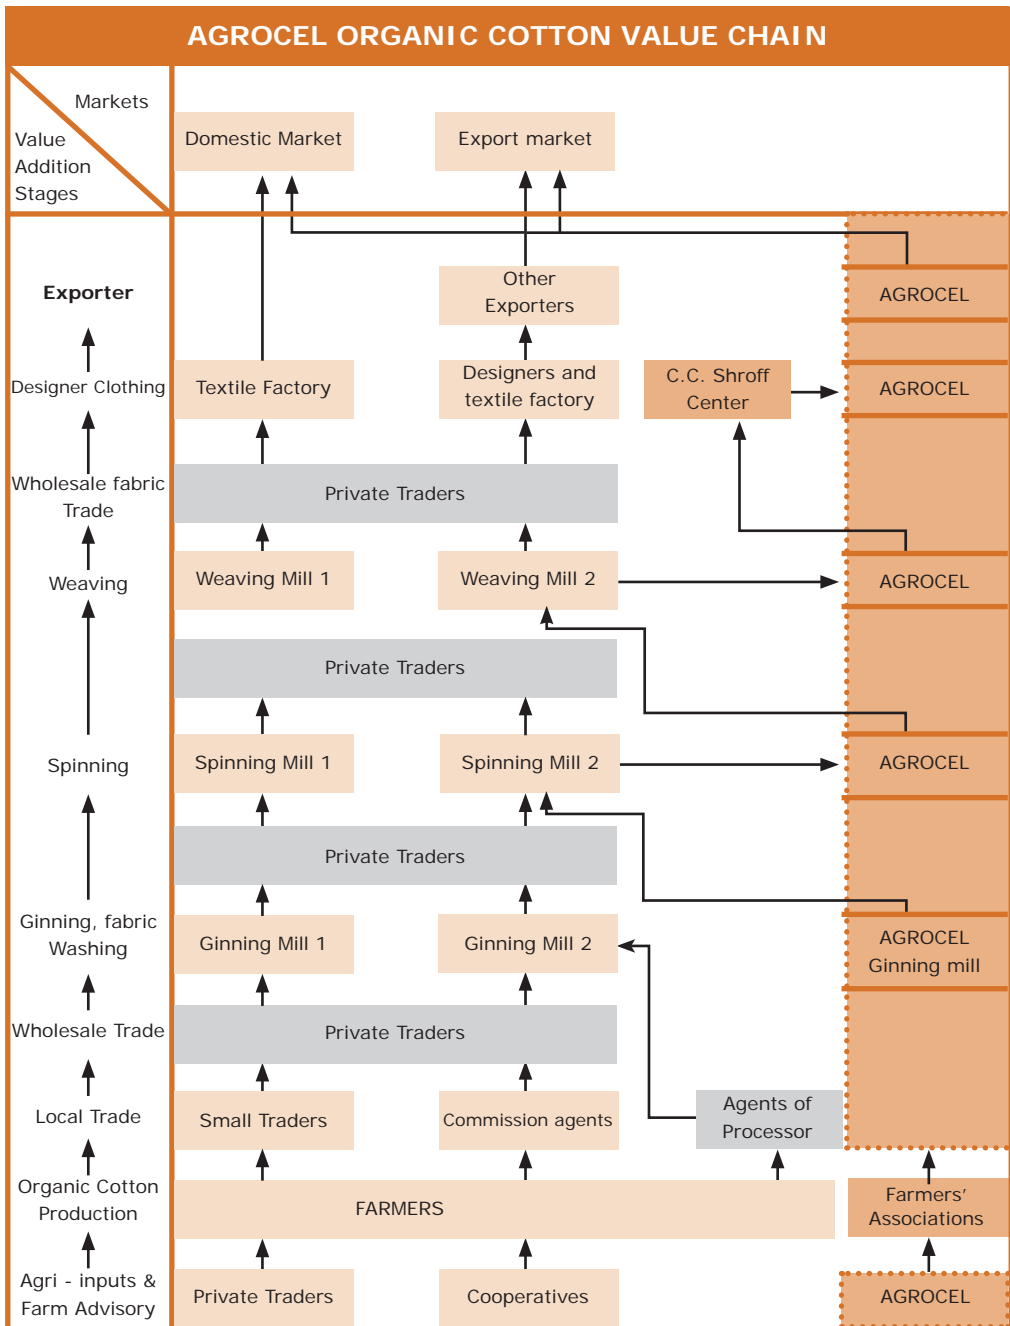 AGROCEL ORGANIC COTTON VALUE CHAIN
Markets
Value
Addition
Stages
Domestic Market
Export market
Exporter
Other
Exporters
AGROCEL
Designer Clothing
Textile Factory
Designers and
textile factory
C.C. Shroff
Center
AGROCEL
Wholesale fabric
Trade
Private Traders
Weaving
Weaving Mill 1
Weaving Mill 2
AGROCEL
Private Traders
Spinning
Spinning Mill 1
Spinning Mill 2
AGROCEL
Private Traders
Ginning, fabric
Washing
Ginning Mill 1
Ginning Mill 2
AGROCEL
Ginning mill
Wholesale Trade
Private Traders
Local Trade
Small Traders
Commission agents
Agents of
Processor
Organic Cotton
Production
FARMERS
Farmers'
Associations
Agri - inputs &
Farm Advisory
Private Traders
Cooperatives
AGROCEL